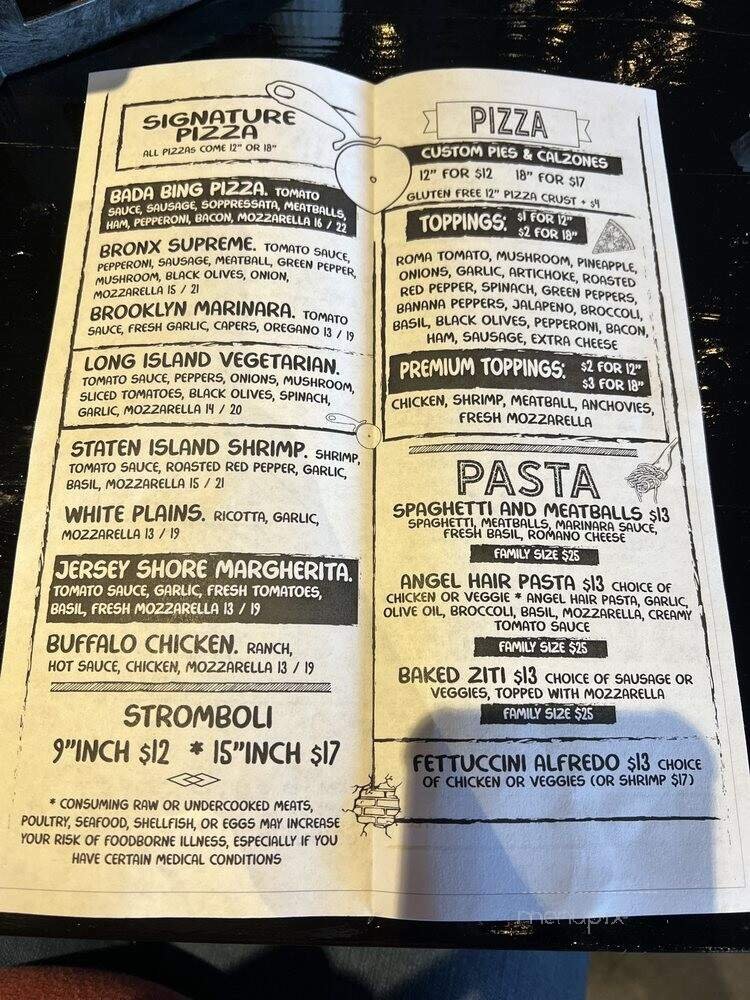 SIGNATURE
PIZZA
ALL PIZZAS COME 12" OR 18"
BADA BING PIZZA. TOMATO
SAUCE, SAUSAGE, SOPPRESSATA, MEATBALLS,
HAM, PEPPERONI, BACON, MOZZARELLA 16 / 22
BRONX SUPREME. TOMATO SAUCE,
PEPPERONI, SAUSAGE, MEATBALL, GREEN PEPPER,
MUSHROOM, BLACK OLIVES, ONION,
MOZZARELLA 15 / 21
BROOKLYN MARINARA. TOMATO
SAUCE, FRESH GARLIC, CAPERS, OREGANO 13 / 19
LONG ISLAND VEGETARIAN.
TOMATO SAUCE, PEPPERS, ONIONS, MUSHROOM,
SLICED TOMATOES, BLACK OLIVES, SPINACH,
GARLIC, MOZZARELLA 14 / 20
STATEN ISLAND SHRIMP. SHRIMP,
TOMATO SAUCE, ROASTED RED PEPPER, GARLIC,
BASIL, MOZZARELLA 15 / 21
WHITE PLAINS. RICOTTA, GARLIC,
MOZZARELLA 13 / 19
JERSEY SHORE MARGHERITA.
TOMATO SAUCE, GARLIC, FRESH TOMATOES,
BASIL, FRESH MOZZARELLA 13 / 19
BUFFALO CHICKEN. RANCH,
HOT SAUCE, CHICKEN, MOZZARELLA 13 / 19
STROMBOLI
9"INCH $12 * 15"INCH $17
* CONSUMING RAW OR UNDERCOOKED MEATS,
POULTRY, SEAFOOD, SHELLFISH, OR EGGS MAY INCREASE
YOUR RISK OF FOODBORNE ILLNESS, ESPECIALLY IF YOU
HAVE CERTAIN MEDICAL CONDITIONS
PIZZA
CUSTOM PIES & CALZONES
12" FOR $12 18" FOR $17
GLUTEN FREE 12" PIZZA CRUST + $4
TOPPINGS: $1 FOR 12"
$2 FOR 18"
ROMA TOMATO, MUSHROOM, PINEAPPLE,
ONIONS, GARLIC, ARTICHOKE, ROASTED
RED PEPPER, SPINACH, GREEN PEPPERS,
BANANA PEPPERS, JALAPENO, BROCCOLI,
BASIL, BLACK OLIVES, PEPPERONI, BACON,
HAM, SAUSAGE, EXTRA CHEESE
PREMIUM TOPPINGS: $2 FOR 12"
$3 FOR 18"
CHICKEN, SHRIMP, MEATBALL, ANCHOVIES,
FRESH MOZZARELLA
PASTA
SPAGHETTI AND MEATBALLS $13
SPAGHETTI, MEATBALLS, MARINARA SAUCE,
FRESH BASIL, ROMANO CHEESE
FAMILY SIZE $25
ANGEL HAIR PASTA $13 CHOICE OF
CHICKEN OR VEGGIE * ANGEL HAIR PASTA, GARLIC,
OLIVE OIL, BROCCOLI, BASIL, MOZZARELLA, CREAMY
TOMATO SAUCE
FAMILY SIZE $25
BAKED ZITI $13 CHOICE OF SAUSAGE OR
VEGGIES, TOPPED WITH MOZZARELLA
FAMILY SIZE $25
FETTUCCINI ALFREDO $13 CHOICE
OF CHICKEN OR VEGGIES (OR SHRIMP $17)
menupix